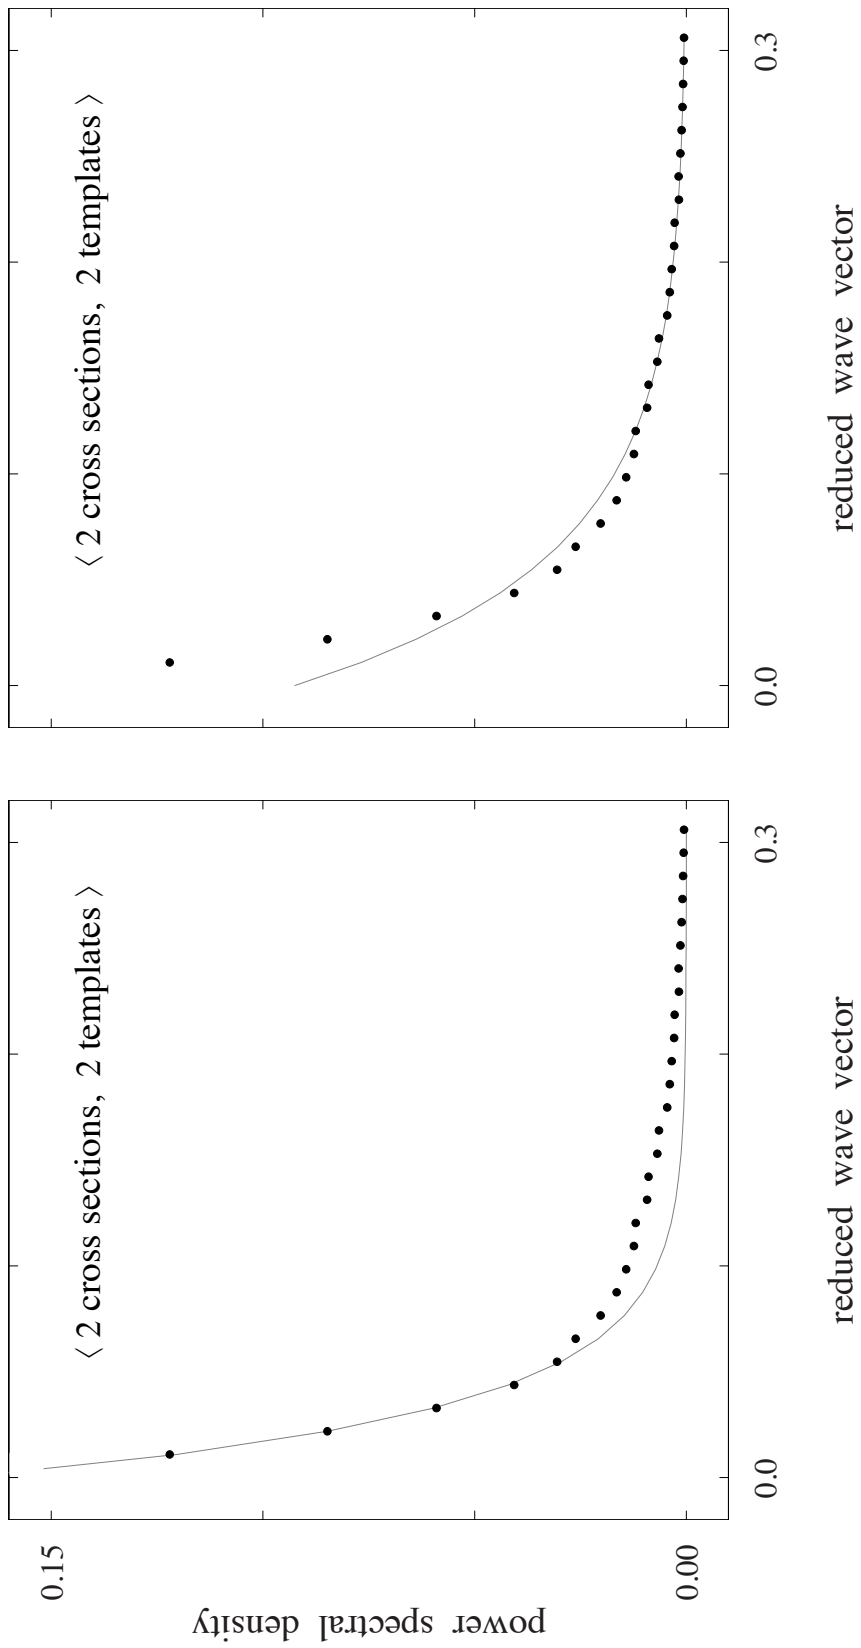 power spectral density
0.15
0.00
⟨ 2 cross sections, 2 templates ⟩
0.0
0.3
reduced wave vector
⟨ 2 cross sections, 2 templates ⟩
0.0
0.3
reduced wave vector